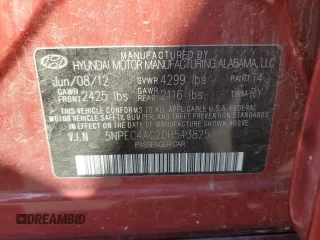 HYUNDAI MOTOR MANUFACTURING ALABAMA, LLC
Jun/08/12 GVWR 4299 lbs PAINT: T4
GAWR FRONT 2425 lbs GAWR REAR 2116 lbs TRIM: RY
THIS VEHICLE CONFORMS TO ALL APPLICABLE U.S.A. FEDERAL
MOTOR VEHICLE SAFETY, BUMPER, AND THEFT PREVENTION
STANDARDS IN EFFECT ON THE DATE OF MANUFACTURE SHOWN ABOVE.
V.I.N 5NPEC4AC2DH543825
PASSENGER CAR
DREAMBID